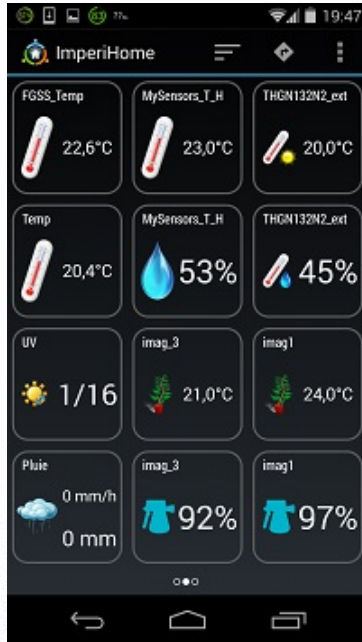 77% 19:47
ImperiHome
FGSS_Temp MySensors_T_H THGN132N2_ext
22,6°C 23,0°C 20,0°C
Temp MySensors_T_H THGN132N2_ext
20,4°C 53% 45%
UV imag_3 imag1
1/16 21,0°C 24,0°C
Pluie imag_3 imag1
0 mm/h
0 mm 92% 97%